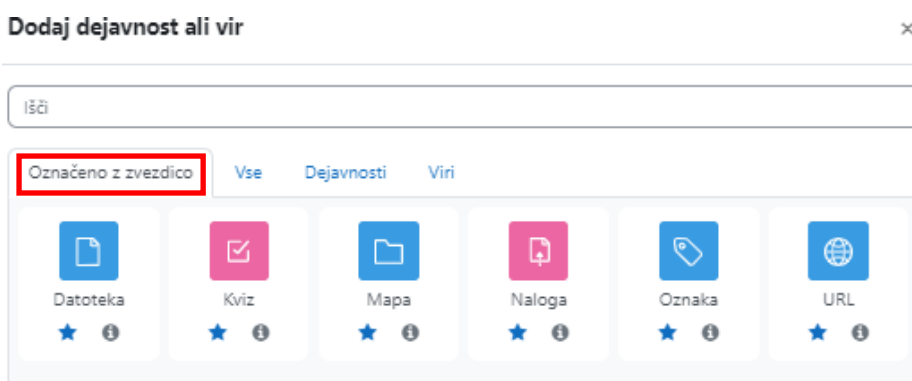 Dodaj dejavnost ali vir
Išči
Označeno z zvezdico Vse Dejavnosti Viri
Datoteka Kviz Mapa Naloga Oznaka URL